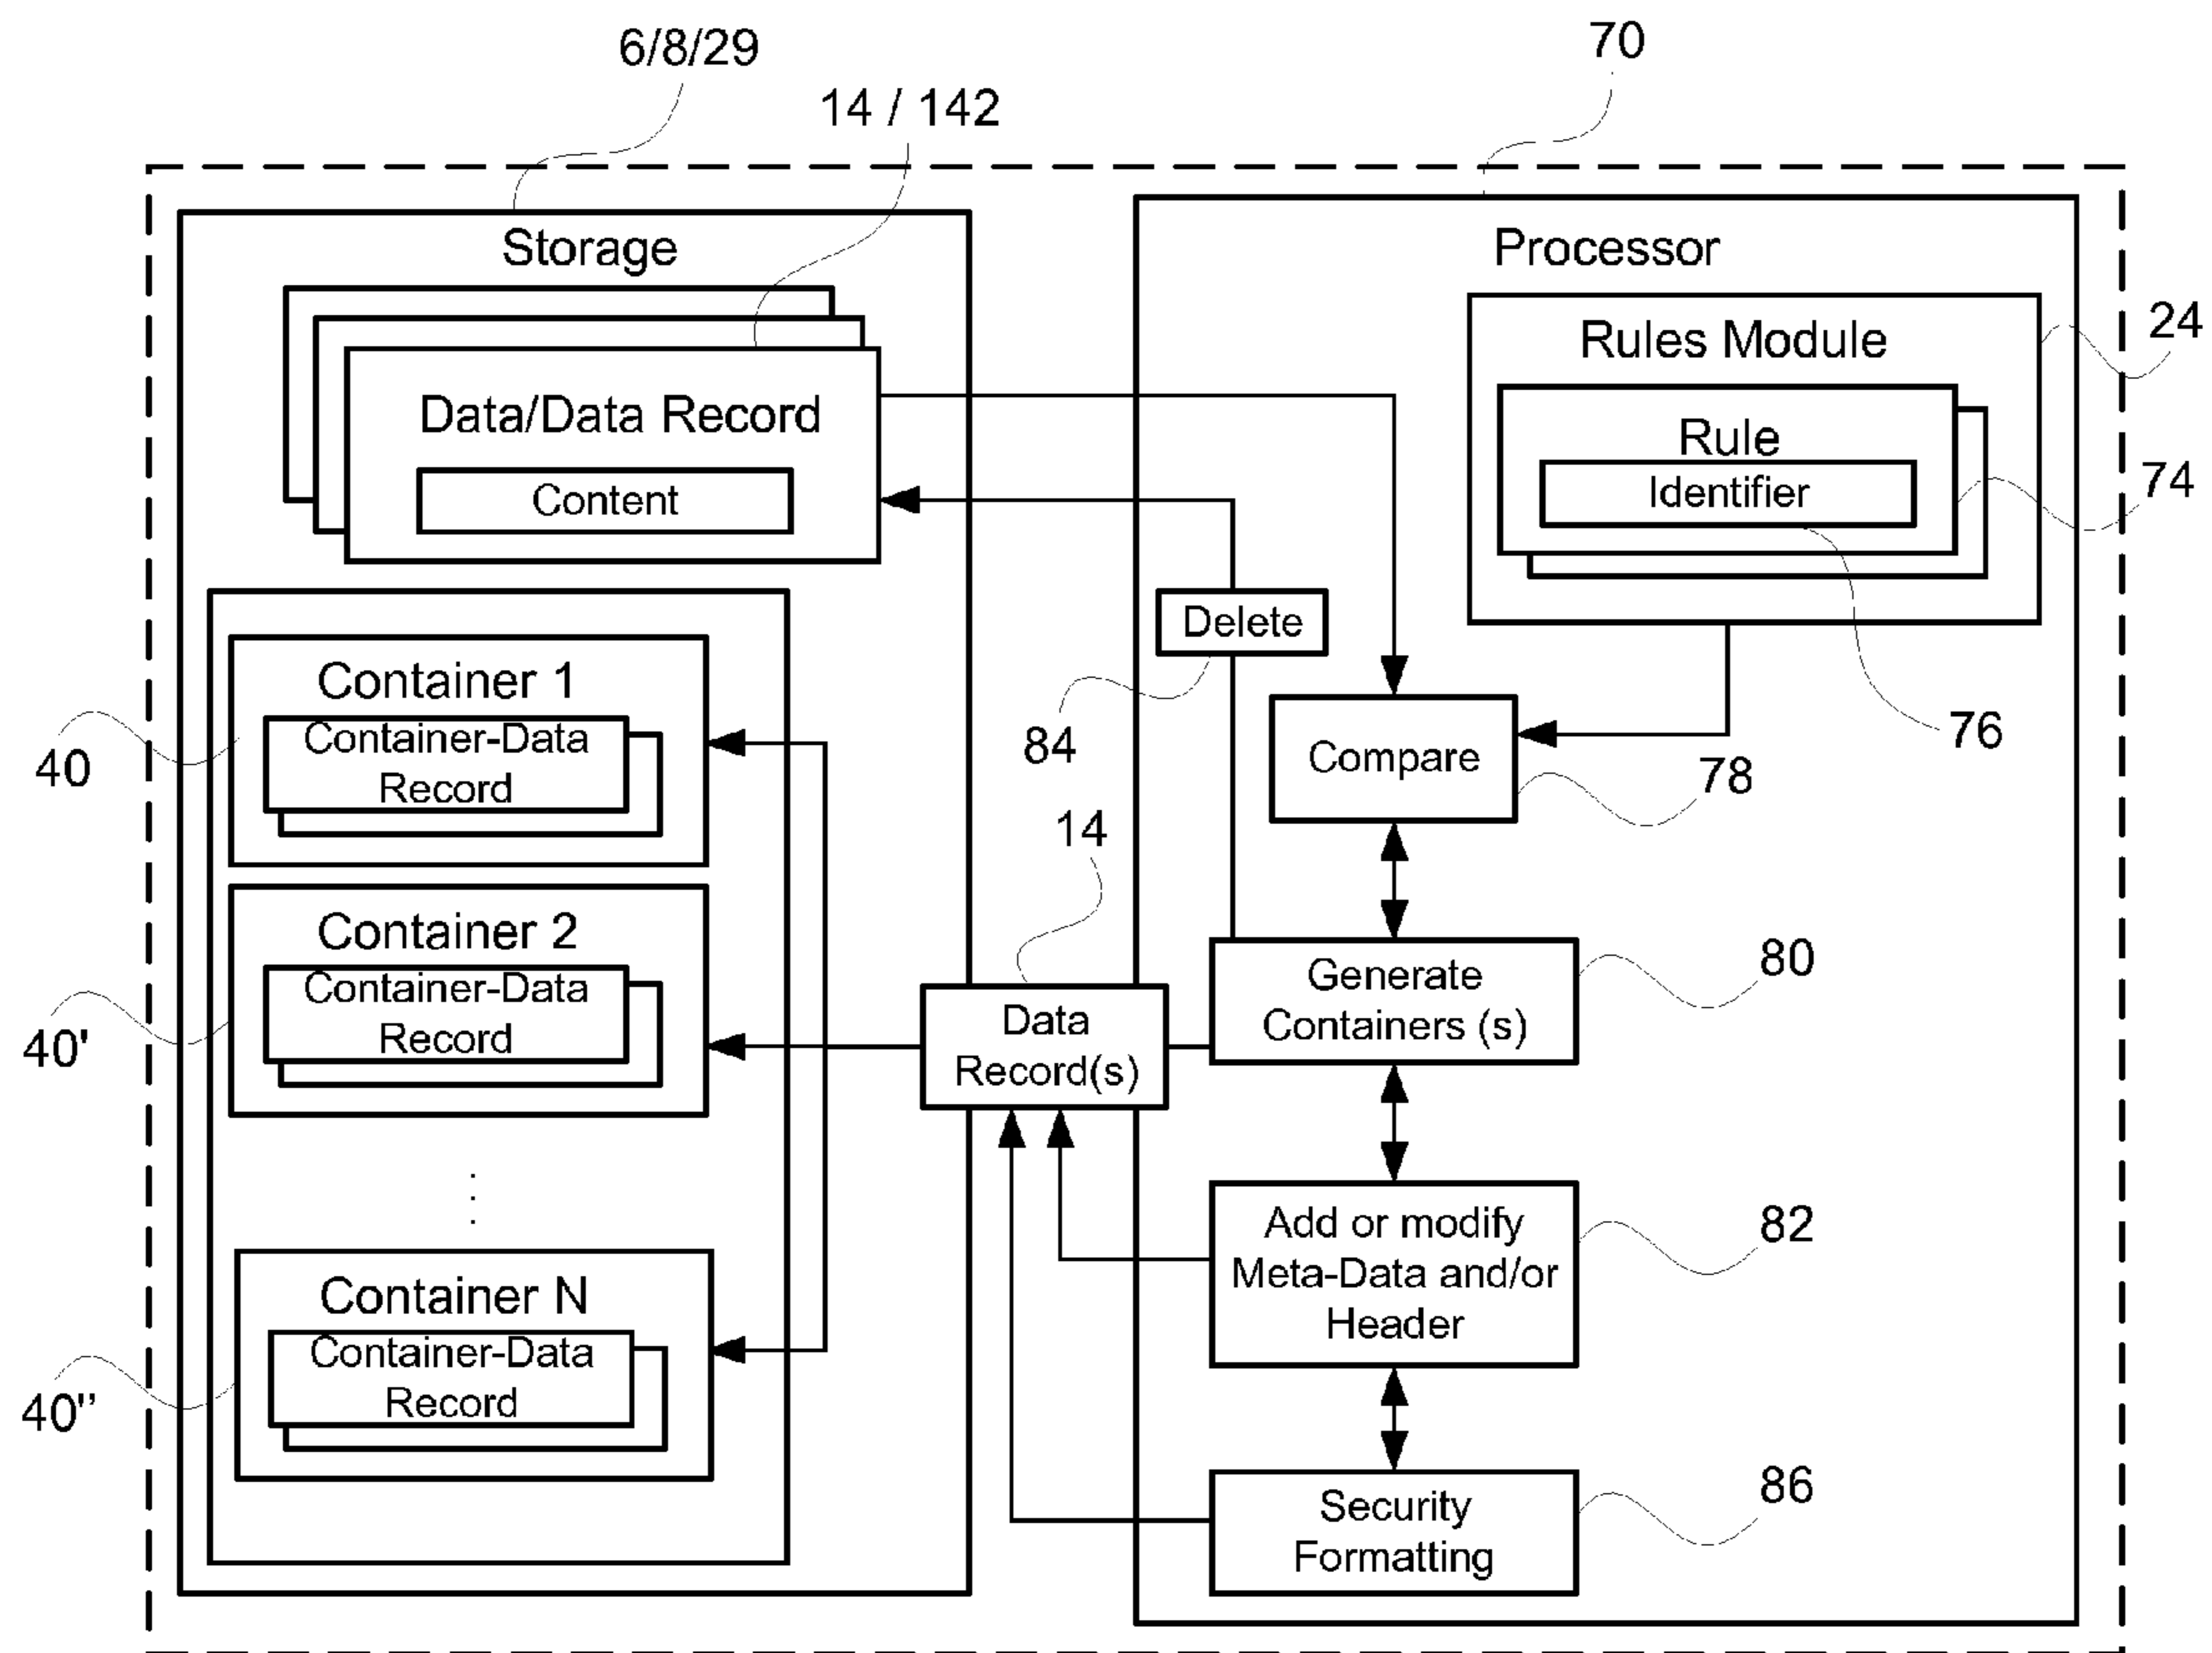 6/8/29
70
14 / 142
Storage
Processor
24
Rules Module
Data/Data Record
Rule
74
Content
Identifier
Delete
Container 1
Container-Data
Record
40
84
76
Compare
78
14
Container 2
Container-Data
Record
40'
Data
Record(s)
Generate
Containers (s)
80
Add or modify
Meta-Data and/or
Header
82
Container N
Container-Data
Record
40''
Security
Formatting
86